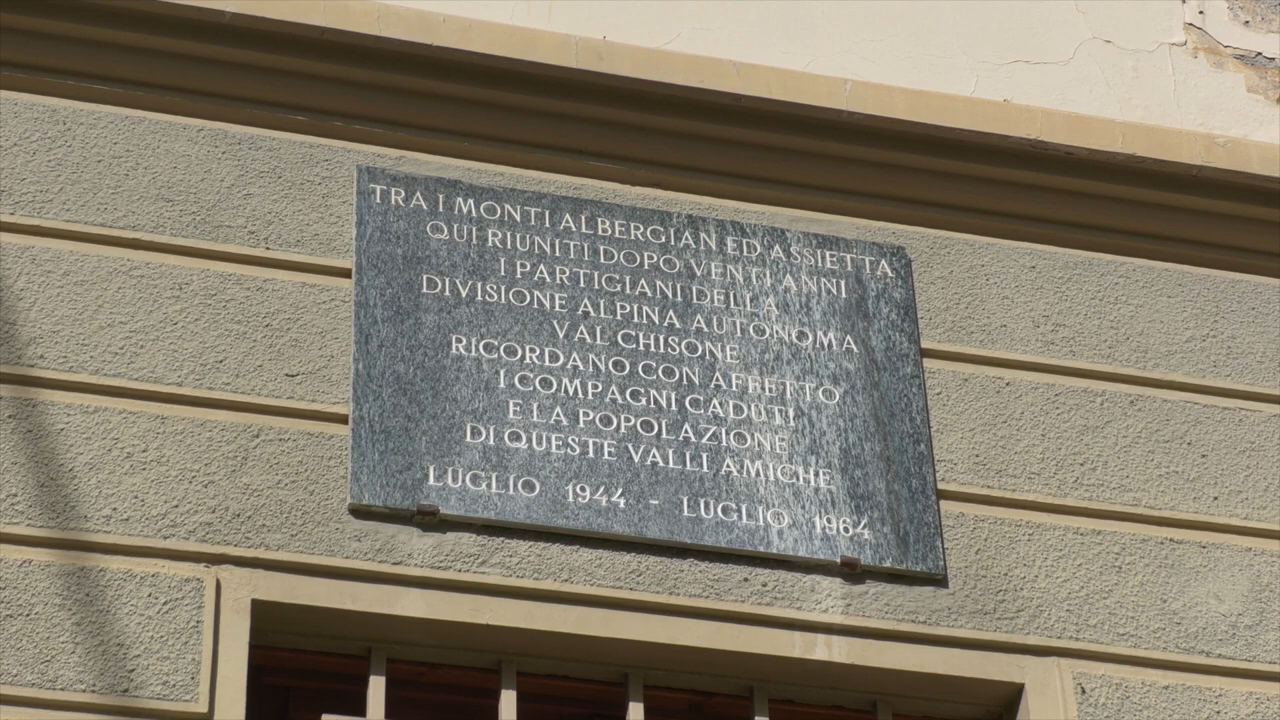 TRA I MONTI ALBERGIAN ED ASSIETTA
QUI RIUNITI DOPO VENTI ANNI
I PARTIGIANI DELLA
DIVISIONE ALPINA AUTONOMA
VAL CHISONE
RICORDANO CON AFFETTO
I COMPAGNI CADUTI
E LA POPOLAZIONE
DI QUESTE VALLI AMICHE
LUGLIO 1944 - LUGLIO 1964